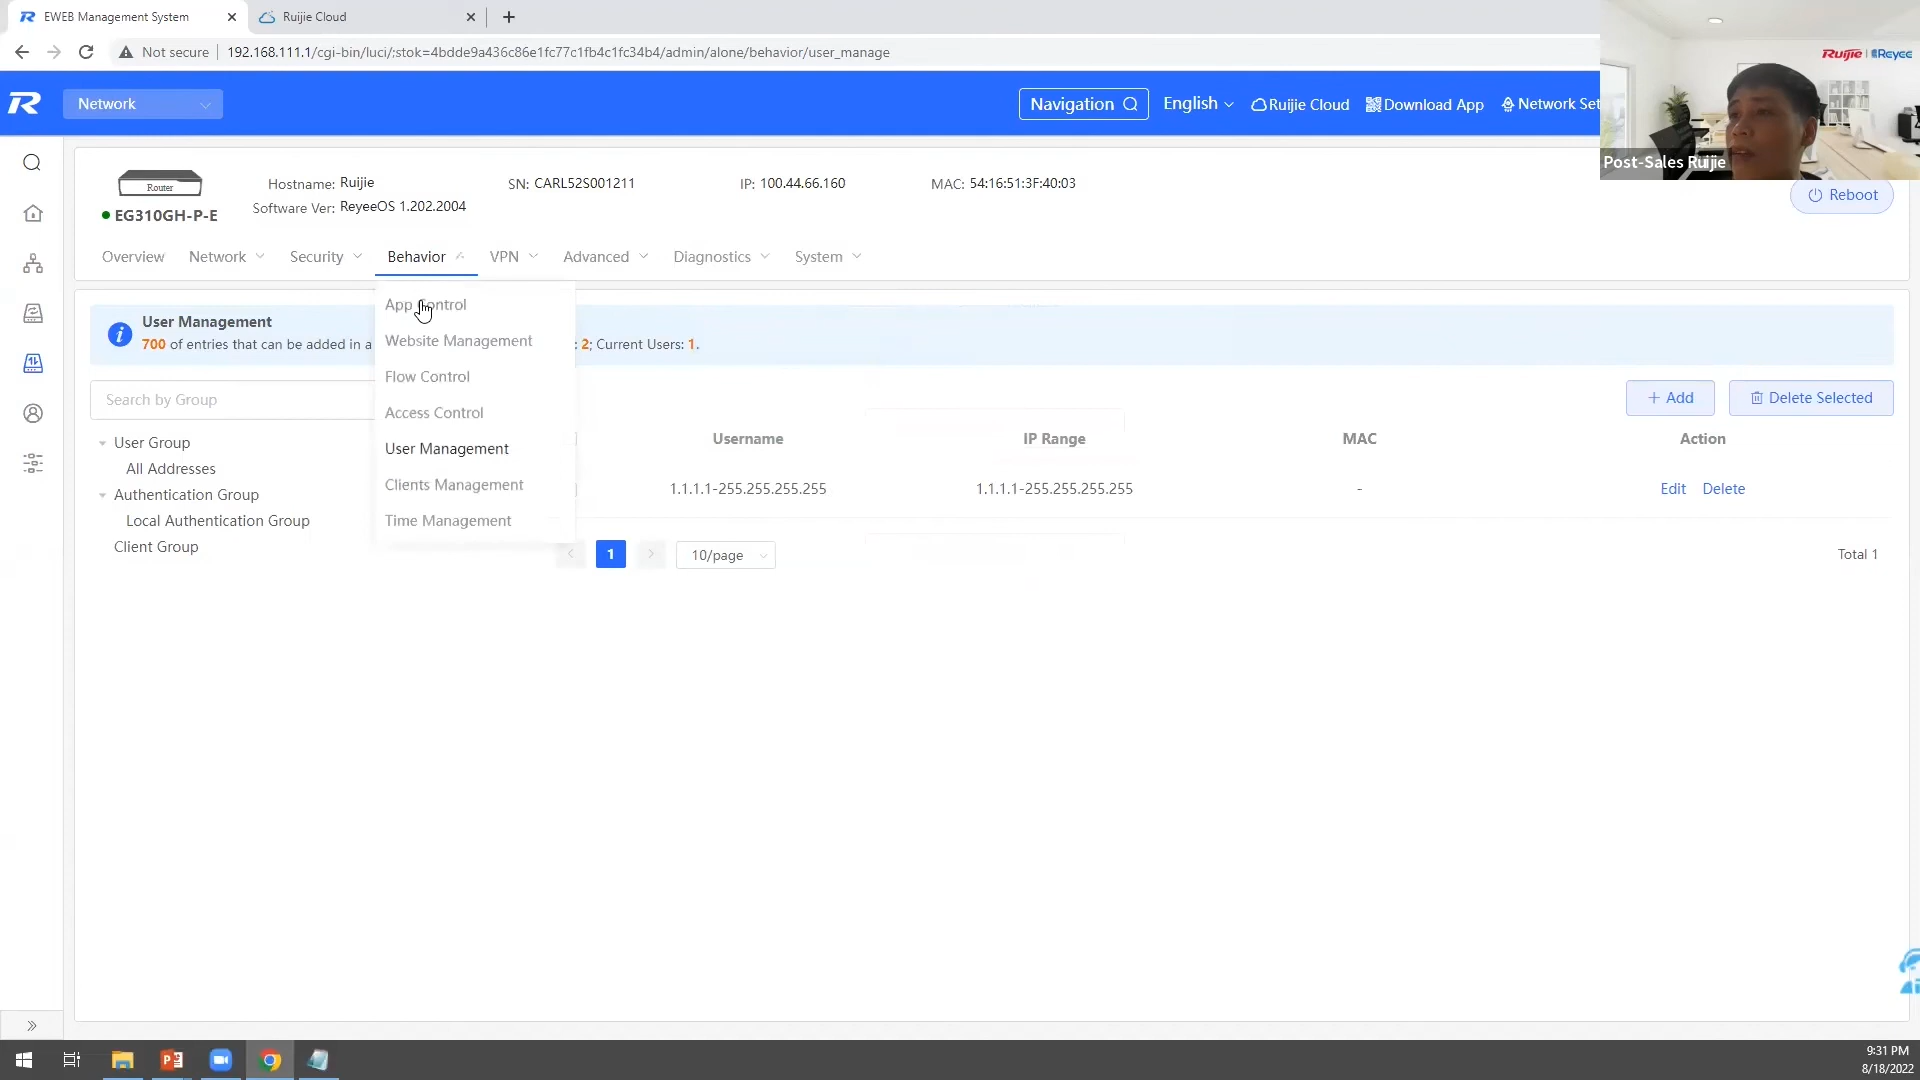 EWEB Management System
Ruijie Cloud
Not secure
192.168.111.1/cgi-bin/luci/;stok=4bdde9a436c86e1fc77c1fb4c1fc34b4/admin/alone/behavior/user_manage
Ruijie | Reyee
Network
Navigation
English
Ruijie Cloud
Download App
Network Set
Post-Sales Ruijie
Router
EG310GH-P-E
Hostname: Ruijie
SN: CARL52S001211
IP: 100.44.66.160
MAC: 54:16:51:3F:40:03
Software Ver: ReyeeOS 1.202.2004
Reboot
Overview
Network
Security
Behavior
VPN
Advanced
Diagnostics
System
App Control
Website Management
Flow Control
Access Control
User Management
Clients Management
Time Management
User Management
700 of entries that can be added in a
: 2; Current Users: 1.
Search by Group
+ Add
Delete Selected
User Group
All Addresses
Authentication Group
Local Authentication Group
Client Group
Username
IP Range
MAC
Action
1.1.1.1-255.255.255.255
1.1.1.1-255.255.255.255
-
Edit
Delete
1
10/page
Total 1
9:31 PM
8/18/2022